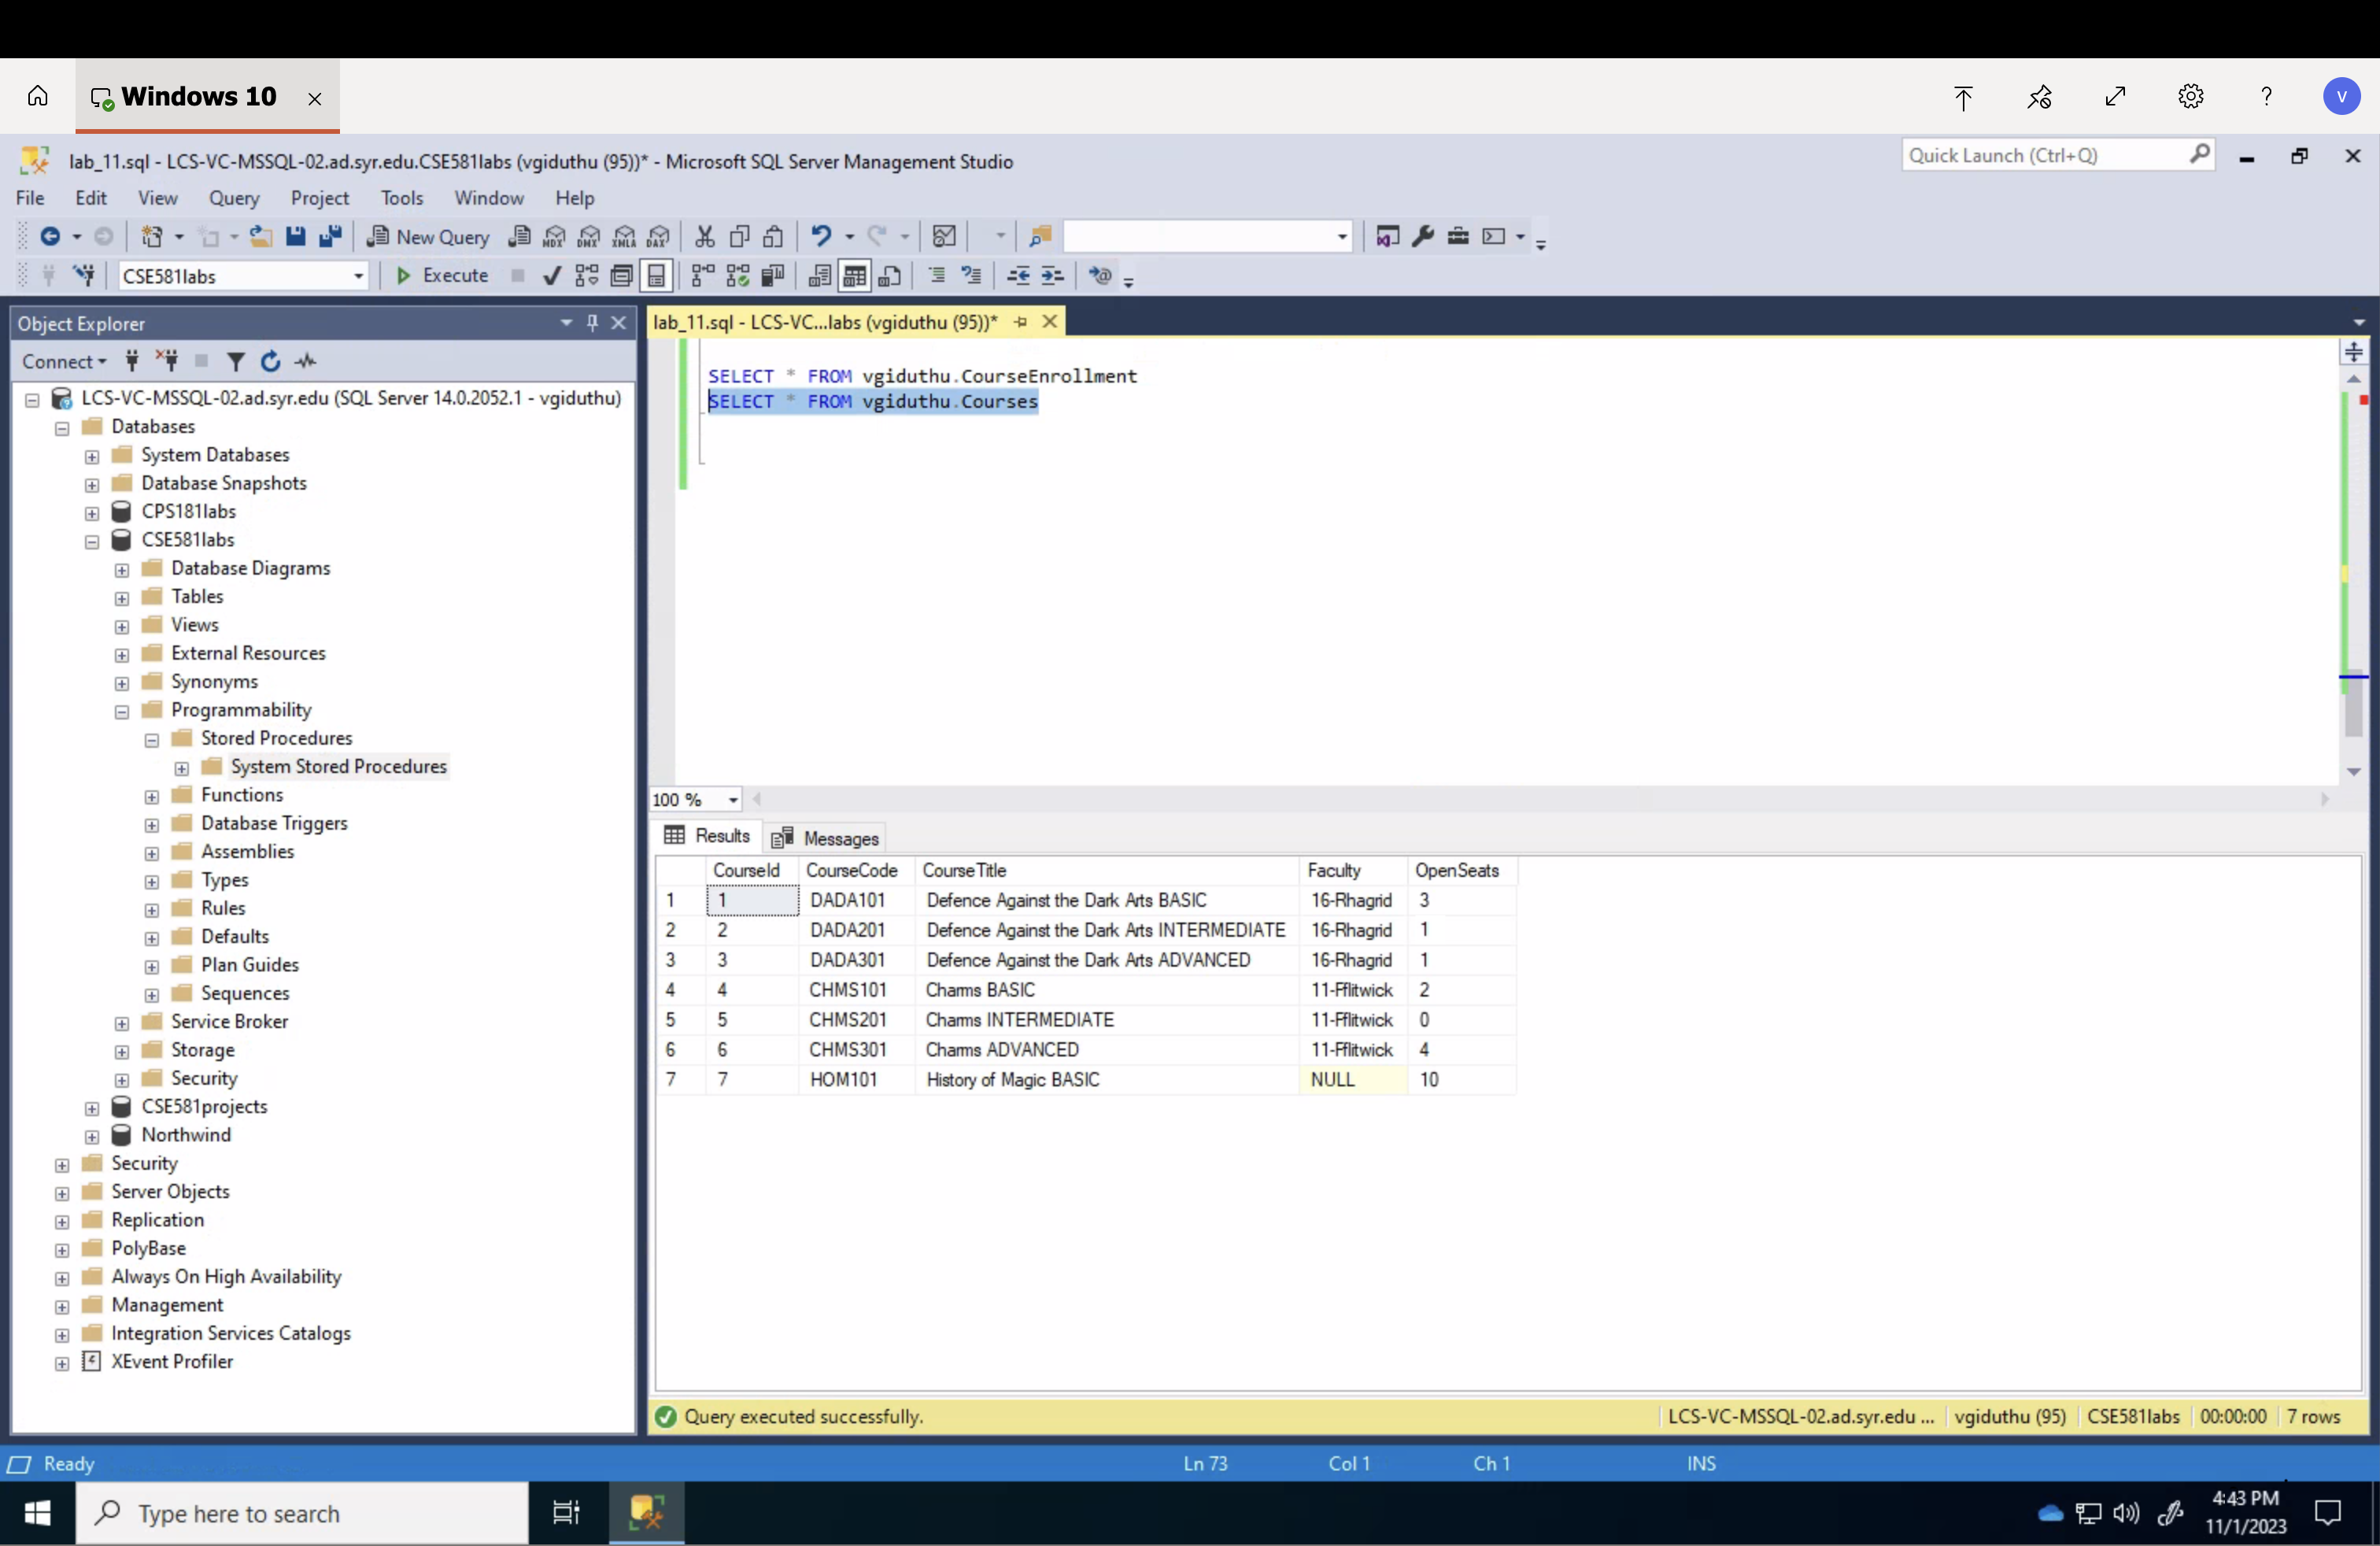 Windows 10
V
lab_11.sql - LCS-VC-MSSQL-02.ad.syr.edu.CSE581labs (vgiduthu (95))* - Microsoft SQL Server Management Studio
Quick Launch (Ctrl+Q)
File Edit View Query Project Tools Window Help
New Query MDX DMX XMLA DAX
CSE581labs Execute
Object Explorer
lab_11.sql - LCS-VC...labs (vgiduthu (95))*
Connect
LCS-VC-MSSQL-02.ad.syr.edu (SQL Server 14.0.2052.1 - vgiduthu)
Databases
System Databases
Database Snapshots
CPS181labs
CSE581labs
Database Diagrams
Tables
Views
External Resources
Synonyms
Programmability
Stored Procedures
System Stored Procedures
Functions
Database Triggers
Assemblies
Types
Rules
Defaults
Plan Guides
Sequences
Service Broker
Storage
Security
CSE581projects
Northwind
Security
Server Objects
Replication
PolyBase
Always On High Availability
Management
Integration Services Catalogs
XEvent Profiler
SELECT * FROM vgiduthu.CourseEnrollment
SELECT * FROM vgiduthu.Courses
100 %
Results Messages
CourseId CourseCode CourseTitle Faculty OpenSeats
1 1 DADA101 Defence Against the Dark Arts BASIC 16-Rhagrid 3
2 2 DADA201 Defence Against the Dark Arts INTERMEDIATE 16-Rhagrid 1
3 3 DADA301 Defence Against the Dark Arts ADVANCED 16-Rhagrid 1
4 4 CHMS101 Charms BASIC 11-Fflitwick 2
5 5 CHMS201 Charms INTERMEDIATE 11-Fflitwick 0
6 6 CHMS301 Charms ADVANCED 11-Fflitwick 4
7 7 HOM101 History of Magic BASIC NULL 10
Query executed successfully. LCS-VC-MSSQL-02.ad.syr.edu ... vgiduthu (95) CSE581labs 00:00:00 7 rows
Ready Ln 73 Col 1 Ch 1 INS
Type here to search
4:43 PM
11/1/2023